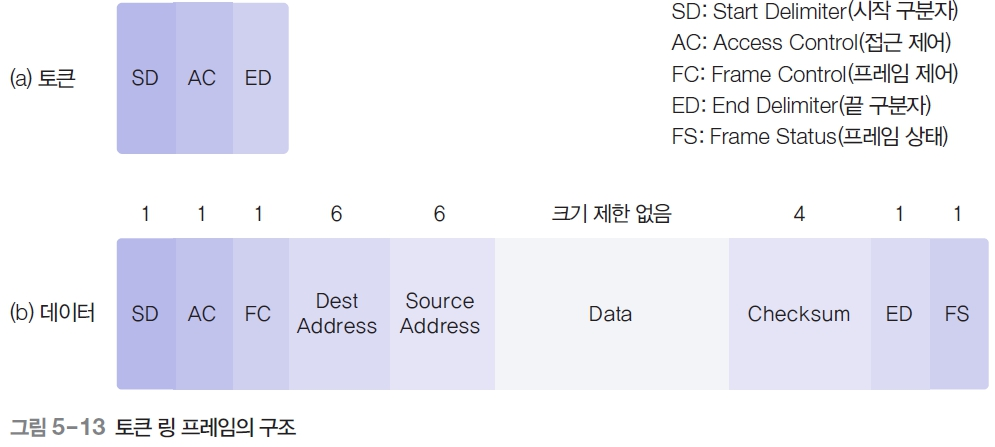 SD: Start Delimiter(시작 구분자)
AC: Access Control(접근 제어)
FC: Frame Control(프레임 제어)
ED: End Delimiter(끝 구분자)
FS: Frame Status(프레임 상태)
(a) 토큰
SD AC ED
1 1 1 6 6 크기 제한 없음 4 1 1
(b) 데이터
SD AC FC Dest Address Source Address Data Checksum ED FS
그림 5-13 토큰 링 프레임의 구조